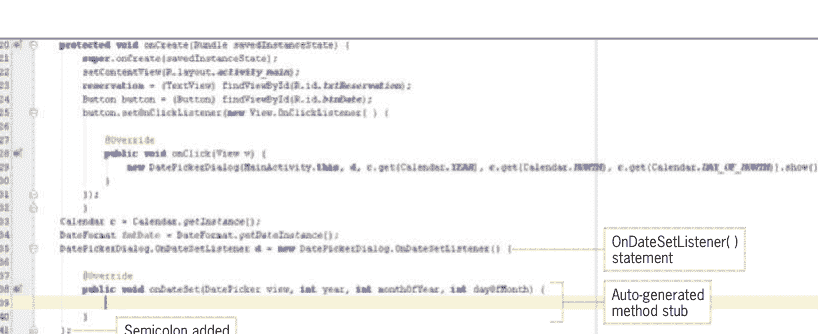 20 protected void onCreate(Bundle savedInstanceState) {
21 super.onCreate(savedInstanceState);
22 setContentView(R.layout.activity_main);
23 reservation = (TextView) findViewById(R.id.txtReservation);
24 Button button = (Button) findViewById(R.id.btnDate);
25 button.setOnClickListener(new View.OnClickListener( ) {
26
27 @Override
28 public void onClick(View v) {
29 new DatePickerDialog(MainActivity.this, d, c.get(Calendar.YEAR), c.get(Calendar.MONTH), c.get(Calendar.DAY_OF_MONTH)).show()
30 }
31 });
32 }
33 Calendar c = Calendar.getInstance();
34 DateFormat fmtDate = DateFormat.getDateInstance();
35 DatePickerDialog.OnDateSetListener d = new DatePickerDialog.OnDateSetListener() {
OnDateSetListener( )
statement
36
37 @Override
38 public void onDateSet(DatePicker view, int year, int monthOfYear, int dayOfMonth) {
39
40 }
Auto-generated
method stub
41 };
Semicolon added